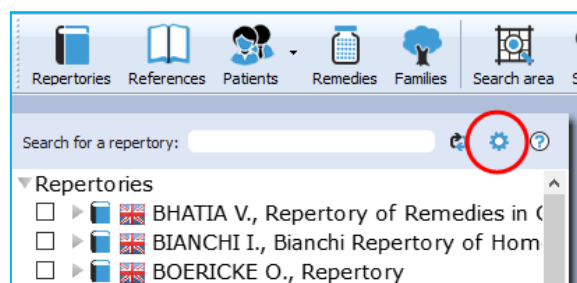 Repertories References Patients Remedies Families Search area
Search for a repertory:
Repertories
BHATIA V., Repertory of Remedies in
BIANCHI I., Bianchi Repertory of Hom
BOERICKE O., Repertory